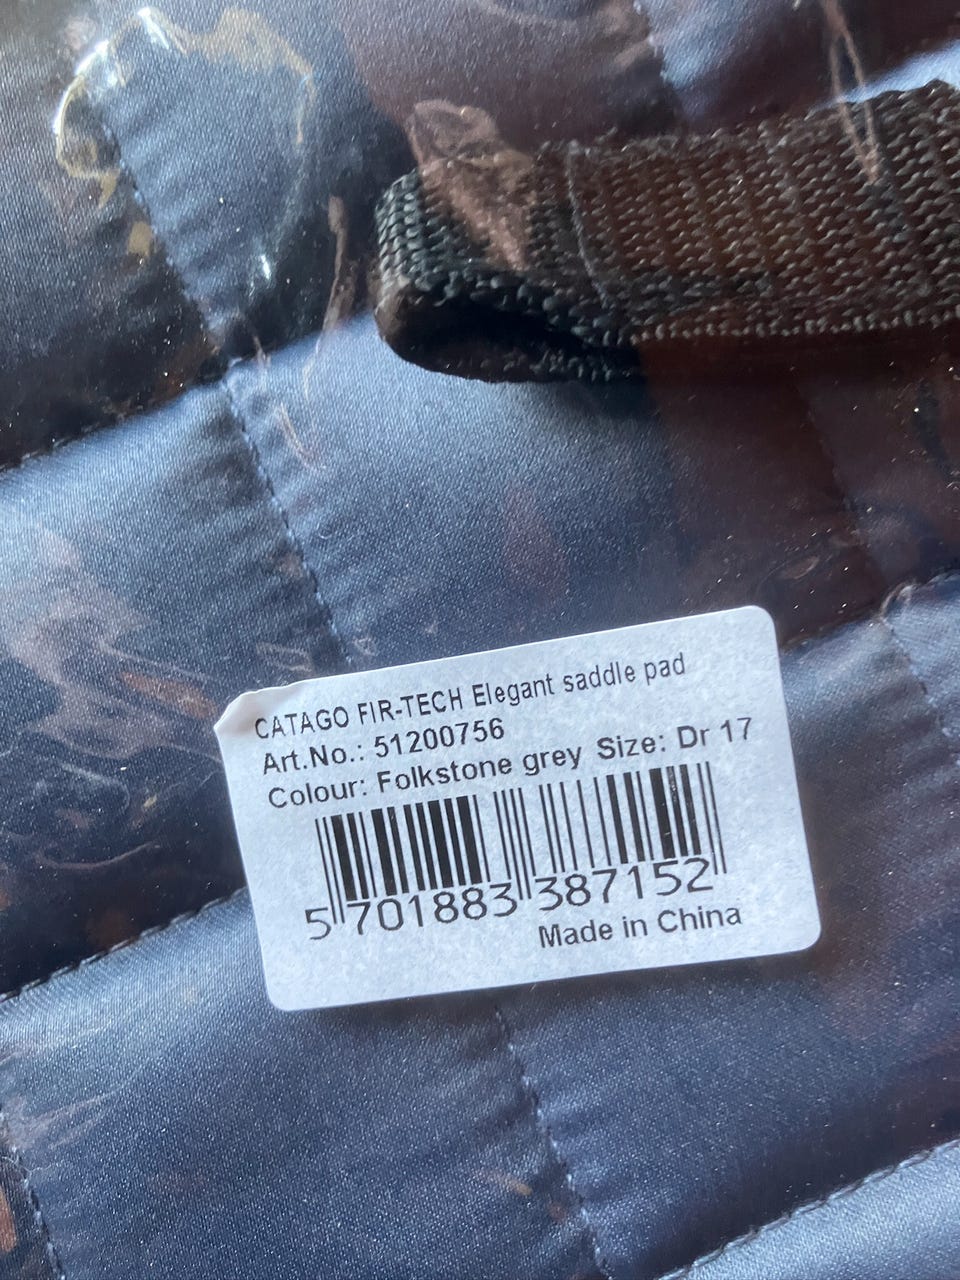 CATAGO FIR-TECH Elegant saddle pad
Art.No.: 51200756
Colour: Folkstone grey Size: Dr 17
5 701883 387152
Made in China